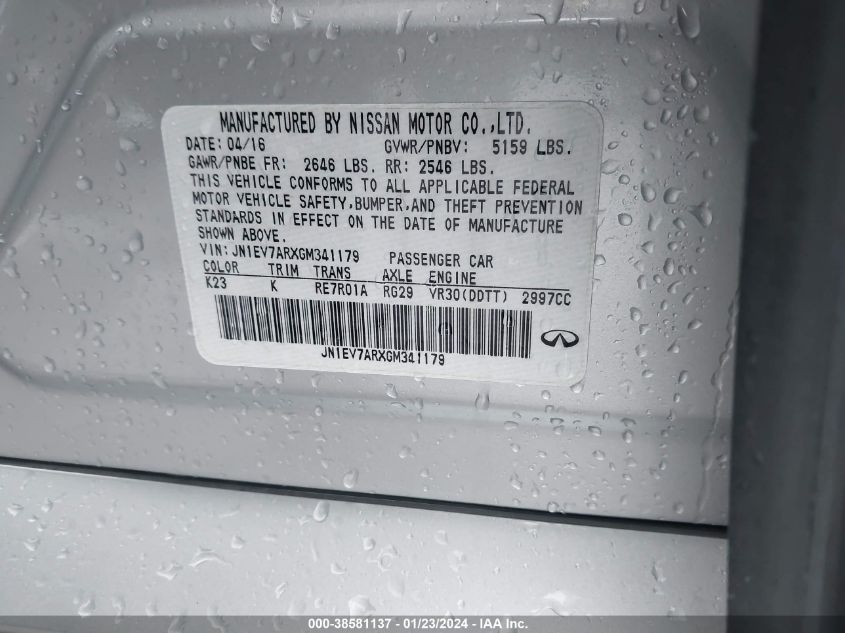 MANUFACTURED BY NISSAN MOTOR CO.,LTD.
DATE: 04/16 GVWR/PNBV: 5159 LBS.
GAWR/PNBE FR: 2646 LBS. RR: 2546 LBS.
THIS VEHICLE CONFORMS TO ALL APPLICABLE FEDERAL
MOTOR VEHICLE SAFETY,BUMPER,AND THEFT PREVENTION
STANDARDS IN EFFECT ON THE DATE OF MANUFACTURE
SHOWN ABOVE.
VIN: JN1EV7ARXGM341179 PASSENGER CAR
COLOR TRIM TRANS AXLE ENGINE
K23 K RE7R01A RG29 VR30(DDTT) 2997CC
JN1EV7ARXGM341179
000-38581137 - 01/23/2024 - IAA Inc.